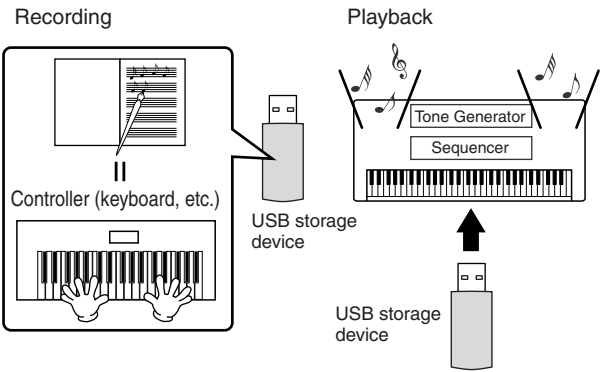 Recording
Controller (keyboard, etc.)
USB storage
device
Playback
Tone Generator
Sequencer
USB storage
device